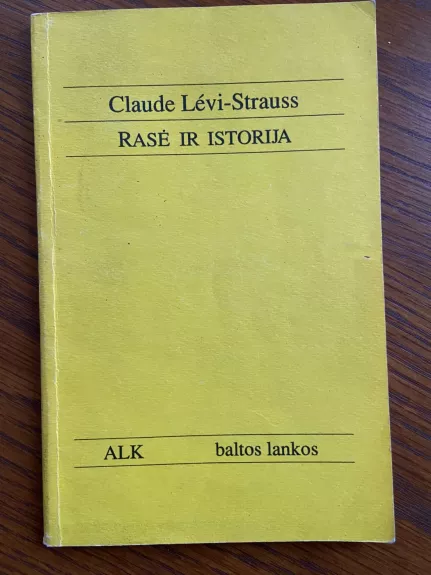 Claude Lévi-Strauss
RASĖ IR ISTORIJA
ALK baltos lankos